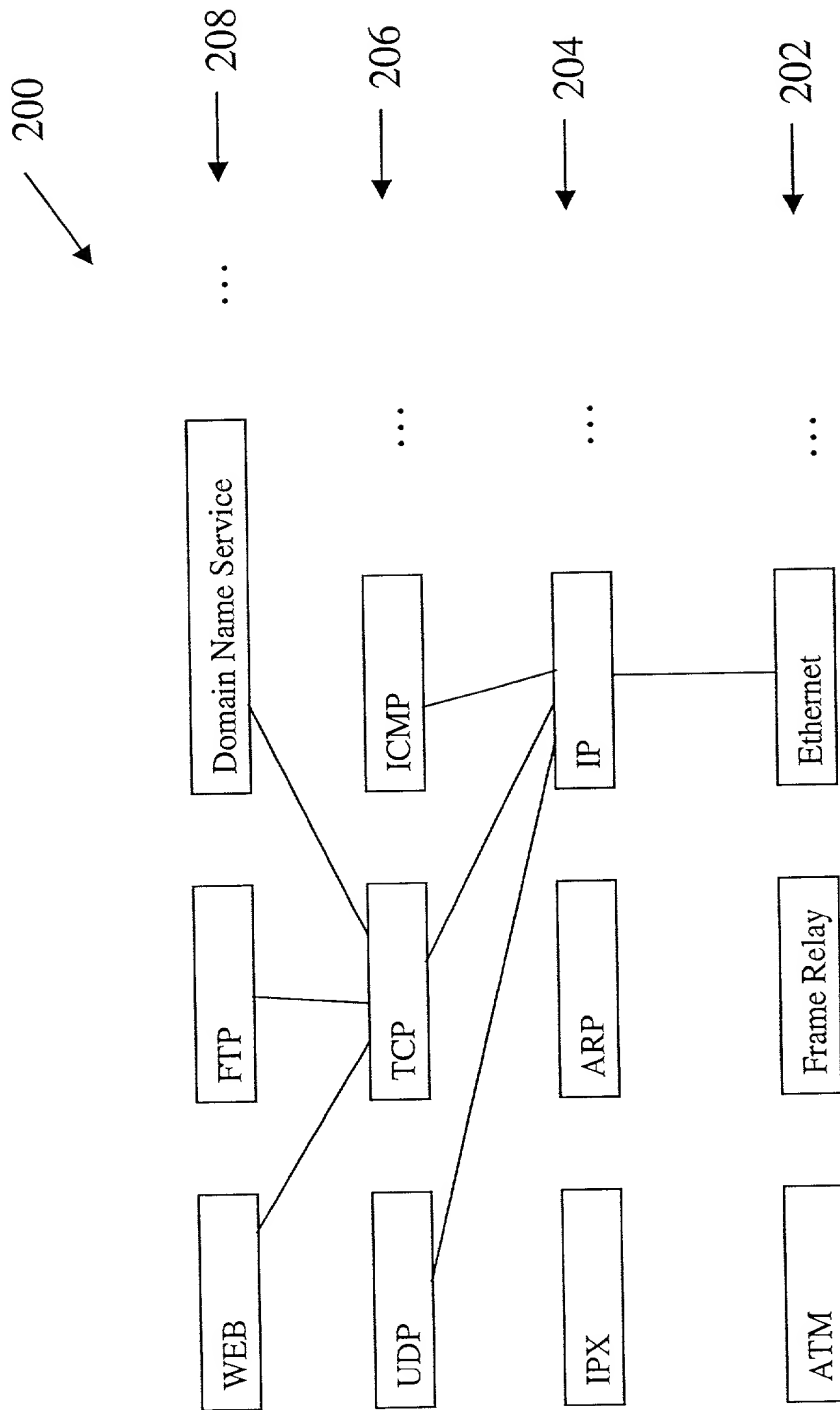 200
WEB FTP Domain Name Service ... 208
UDP TCP ICMP ... 206
IPX ARP IP ... 204
ATM Frame Relay Ethernet ... 202